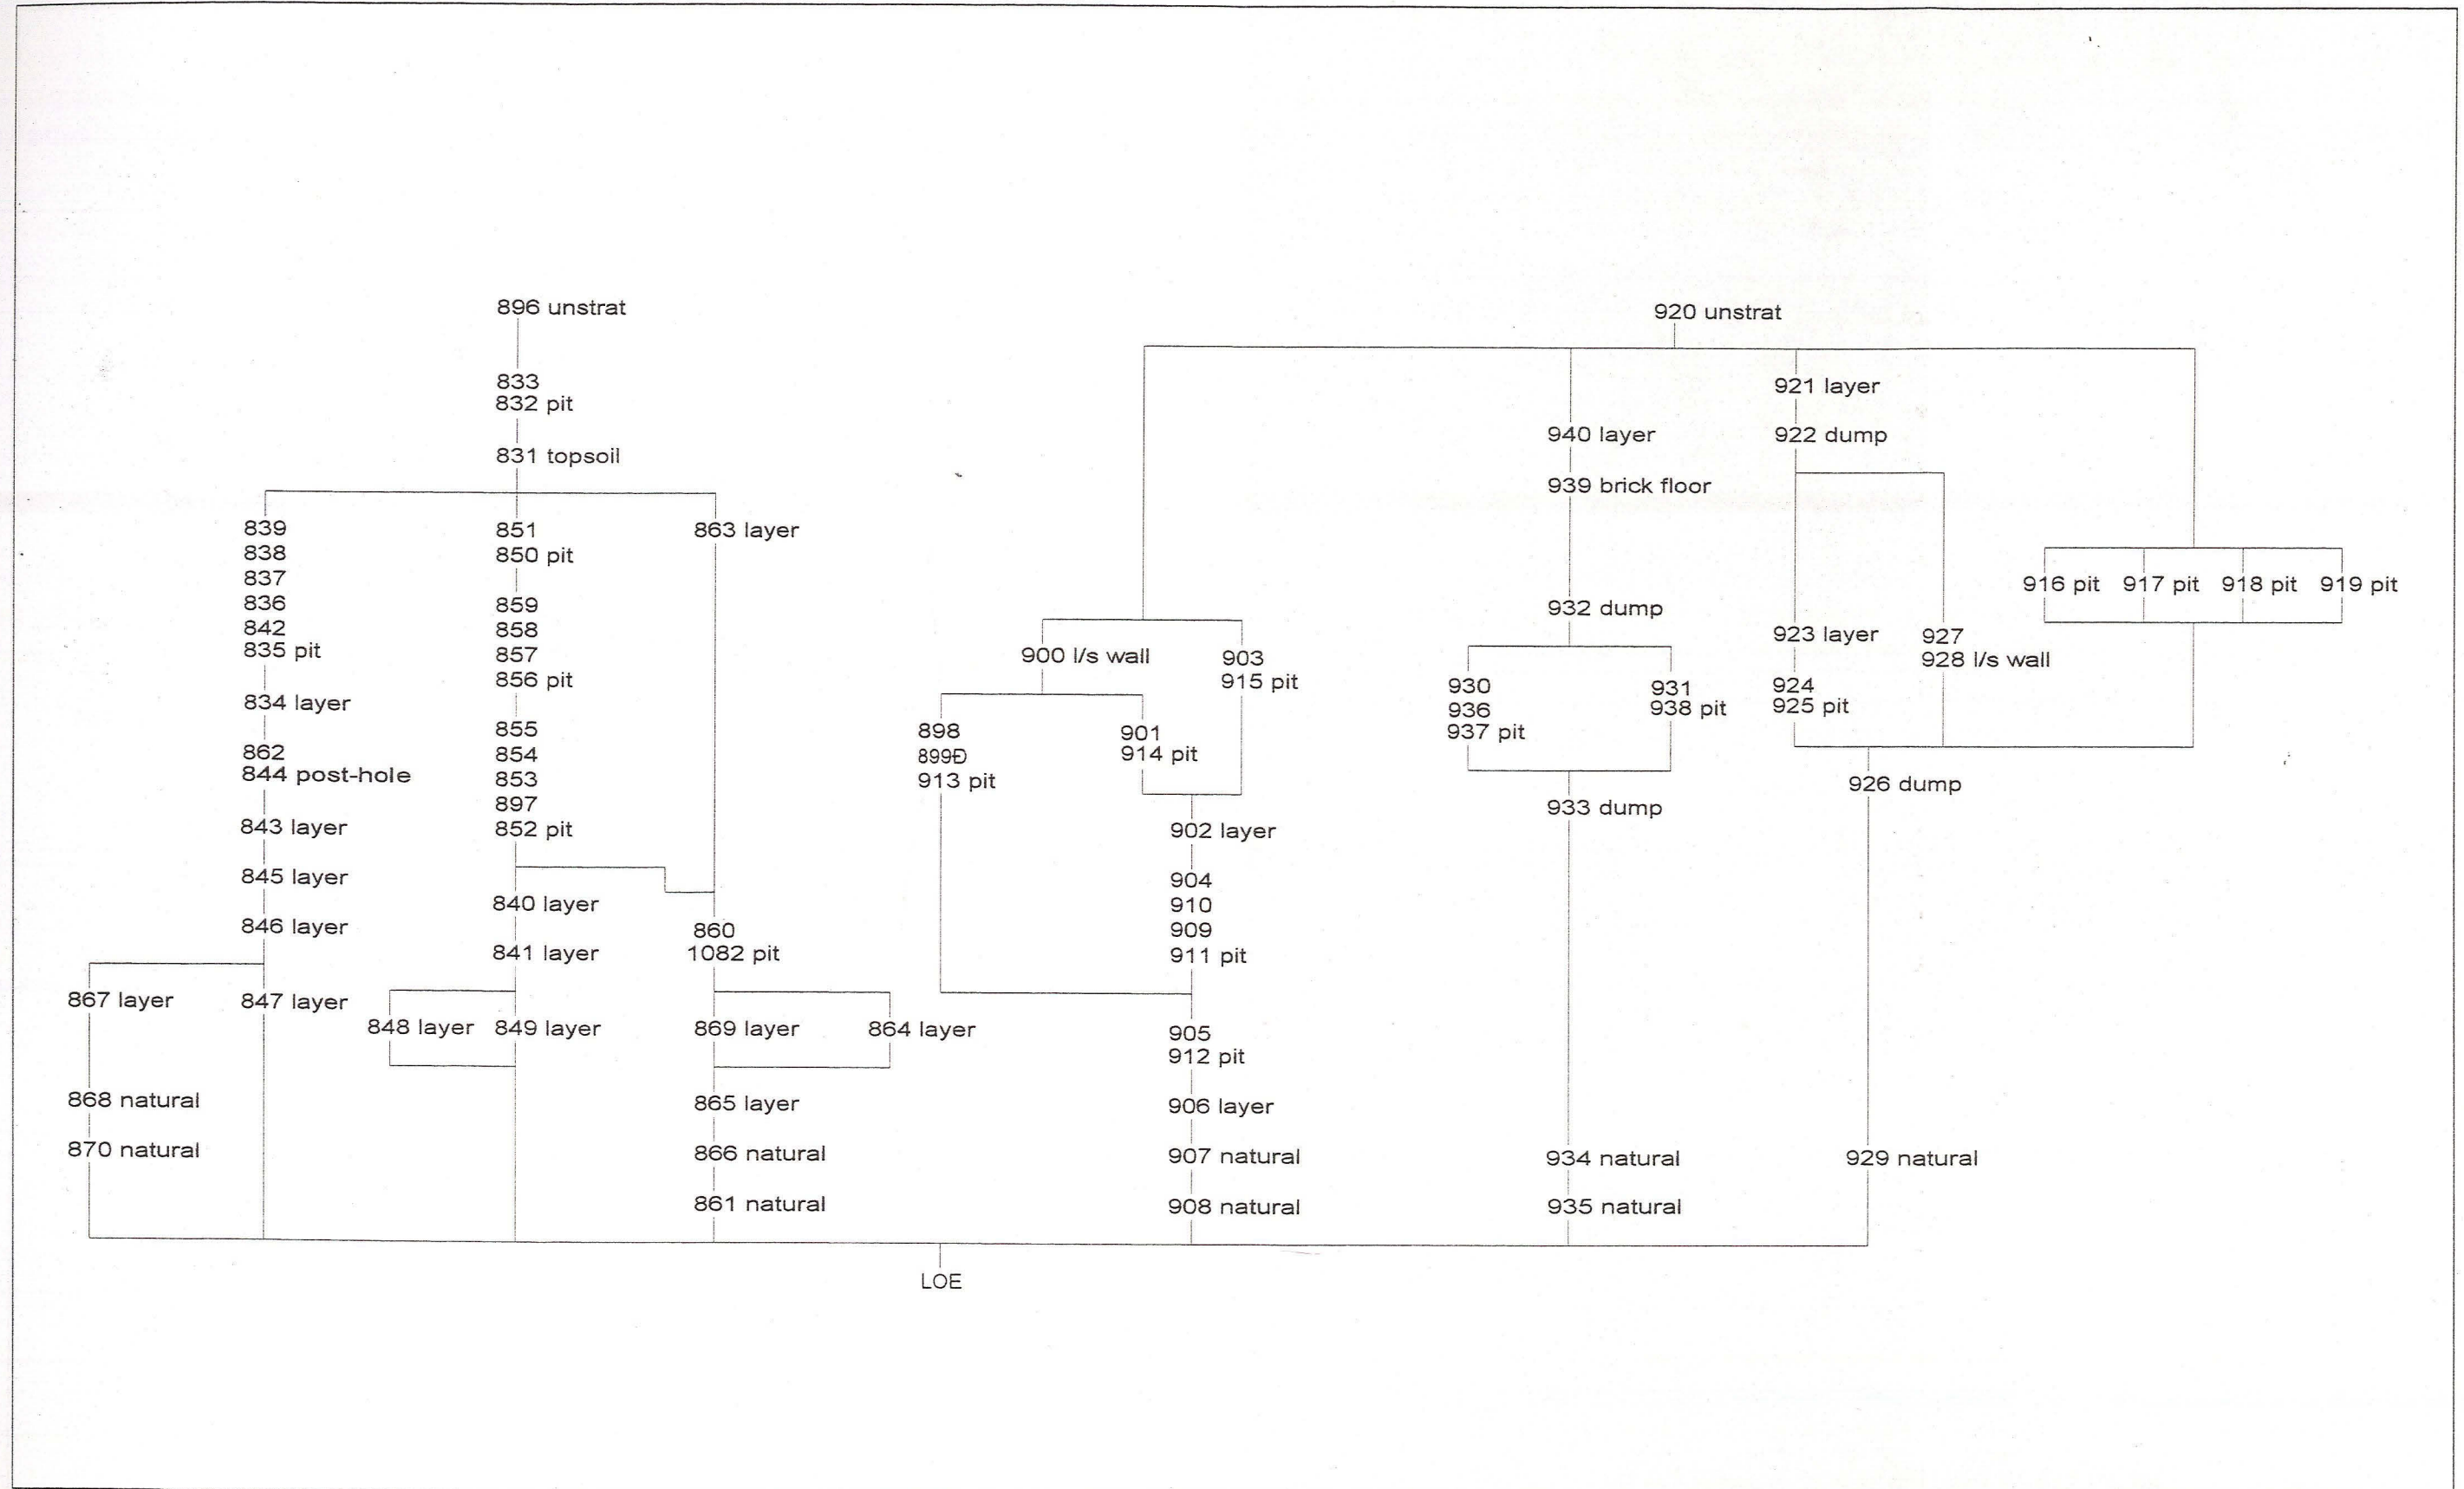 896 unstrat
833
832 pit
831 topsoil
839
838
837
836
842
835 pit
834 layer
862
844 post-hole
843 layer
845 layer
846 layer
867 layer
847 layer
868 natural
870 natural
851
850 pit
859
858
857
856 pit
855
854
853
897
852 pit
840 layer
841 layer
848 layer
849 layer
863 layer
860
1082 pit
869 layer
864 layer
865 layer
866 natural
861 natural
920 unstrat
900 l/s wall
903
915 pit
898
899Đ
913 pit
901
914 pit
902 layer
904
910
909
911 pit
905
912 pit
906 layer
907 natural
908 natural
940 layer
939 brick floor
932 dump
930
936
937 pit
931
938 pit
933 dump
934 natural
935 natural
921 layer
922 dump
923 layer
924
925 pit
927
928 l/s wall
916 pit
917 pit
918 pit
919 pit
926 dump
929 natural
LOE